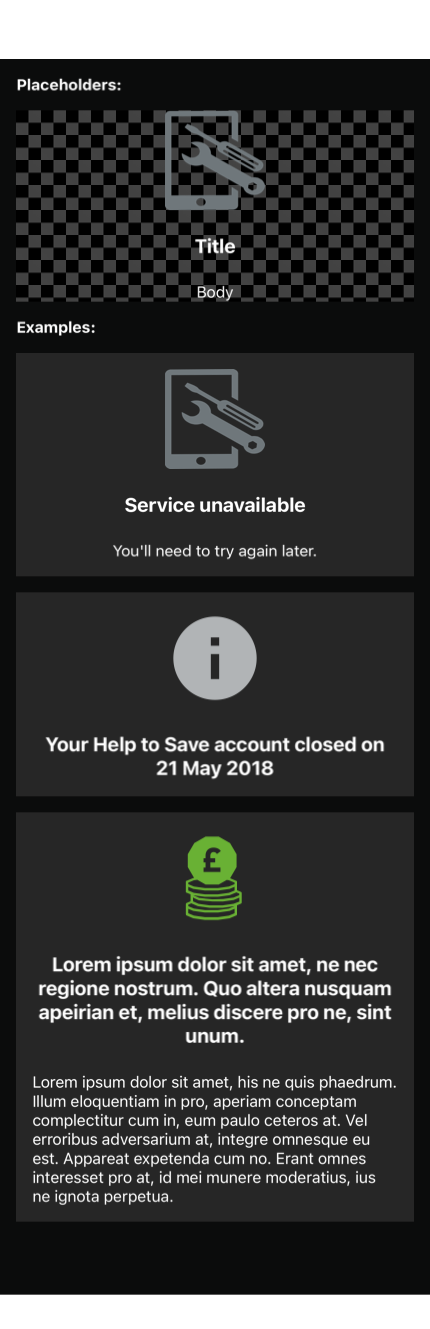 Placeholders:
Title
Body
Examples:
Service unavailable
You'll need to try again later.
i
Your Help to Save account closed on
21 May 2018
£
Lorem ipsum dolor sit amet, ne nec
regione nostrum. Quo altera nusquam
apeirian et, melius discere pro ne, sint
unum.
Lorem ipsum dolor sit amet, his ne quis phaedrum.
Illum eloquentiam in pro, aperiam conceptam
complectitur cum in, eum paulo ceteros at. Vel
erroribus adversarium at, integre omnesque eu
est. Appareat expetenda cum no. Erant omnes
interesset pro at, id mei munere moderatius, ius
ne ignota perpetua.